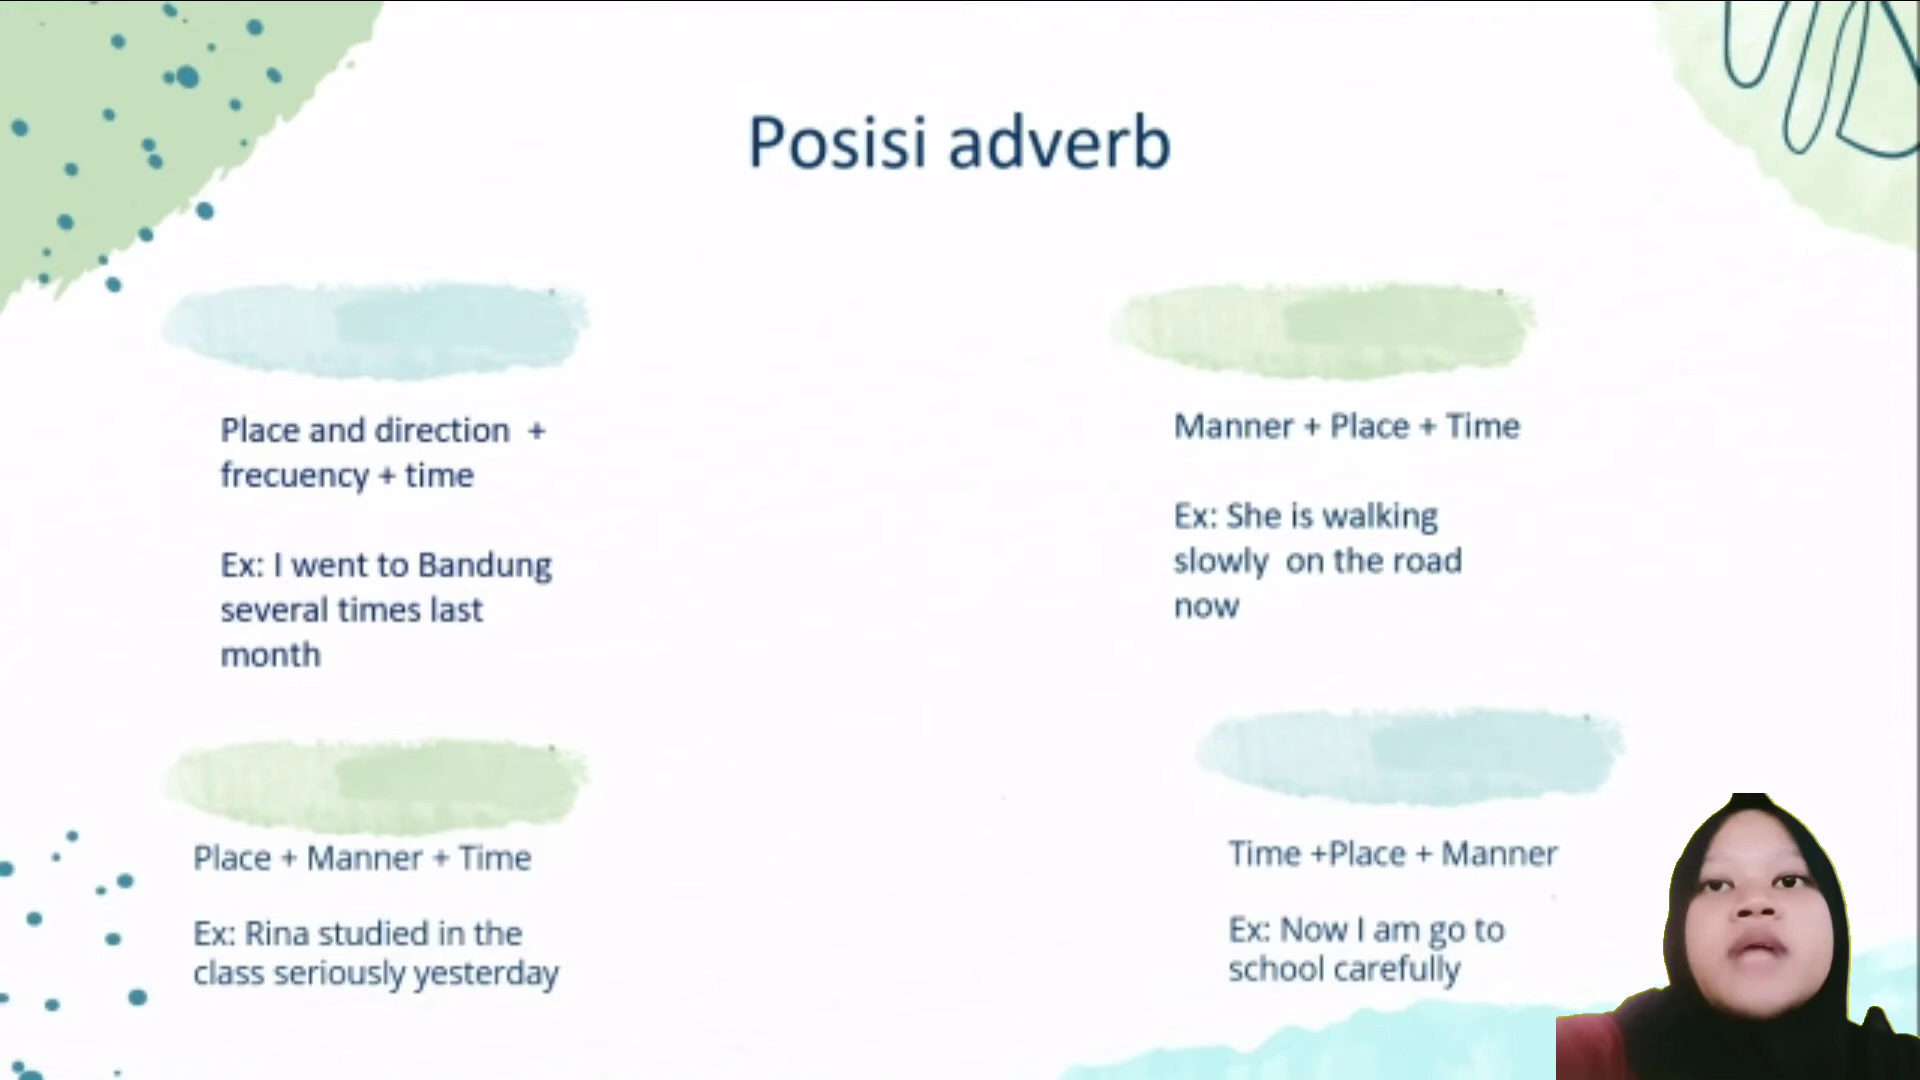 Posisi adverb
Place and direction  +
frecuency + time
Ex: I went to Bandung
several times last
month
Manner + Place + Time
Ex: She is walking
slowly  on the road
now
Place + Manner + Time
Ex: Rina studied in the
class seriously yesterday
Time +Place + Manner
Ex: Now I am go to
school carefully